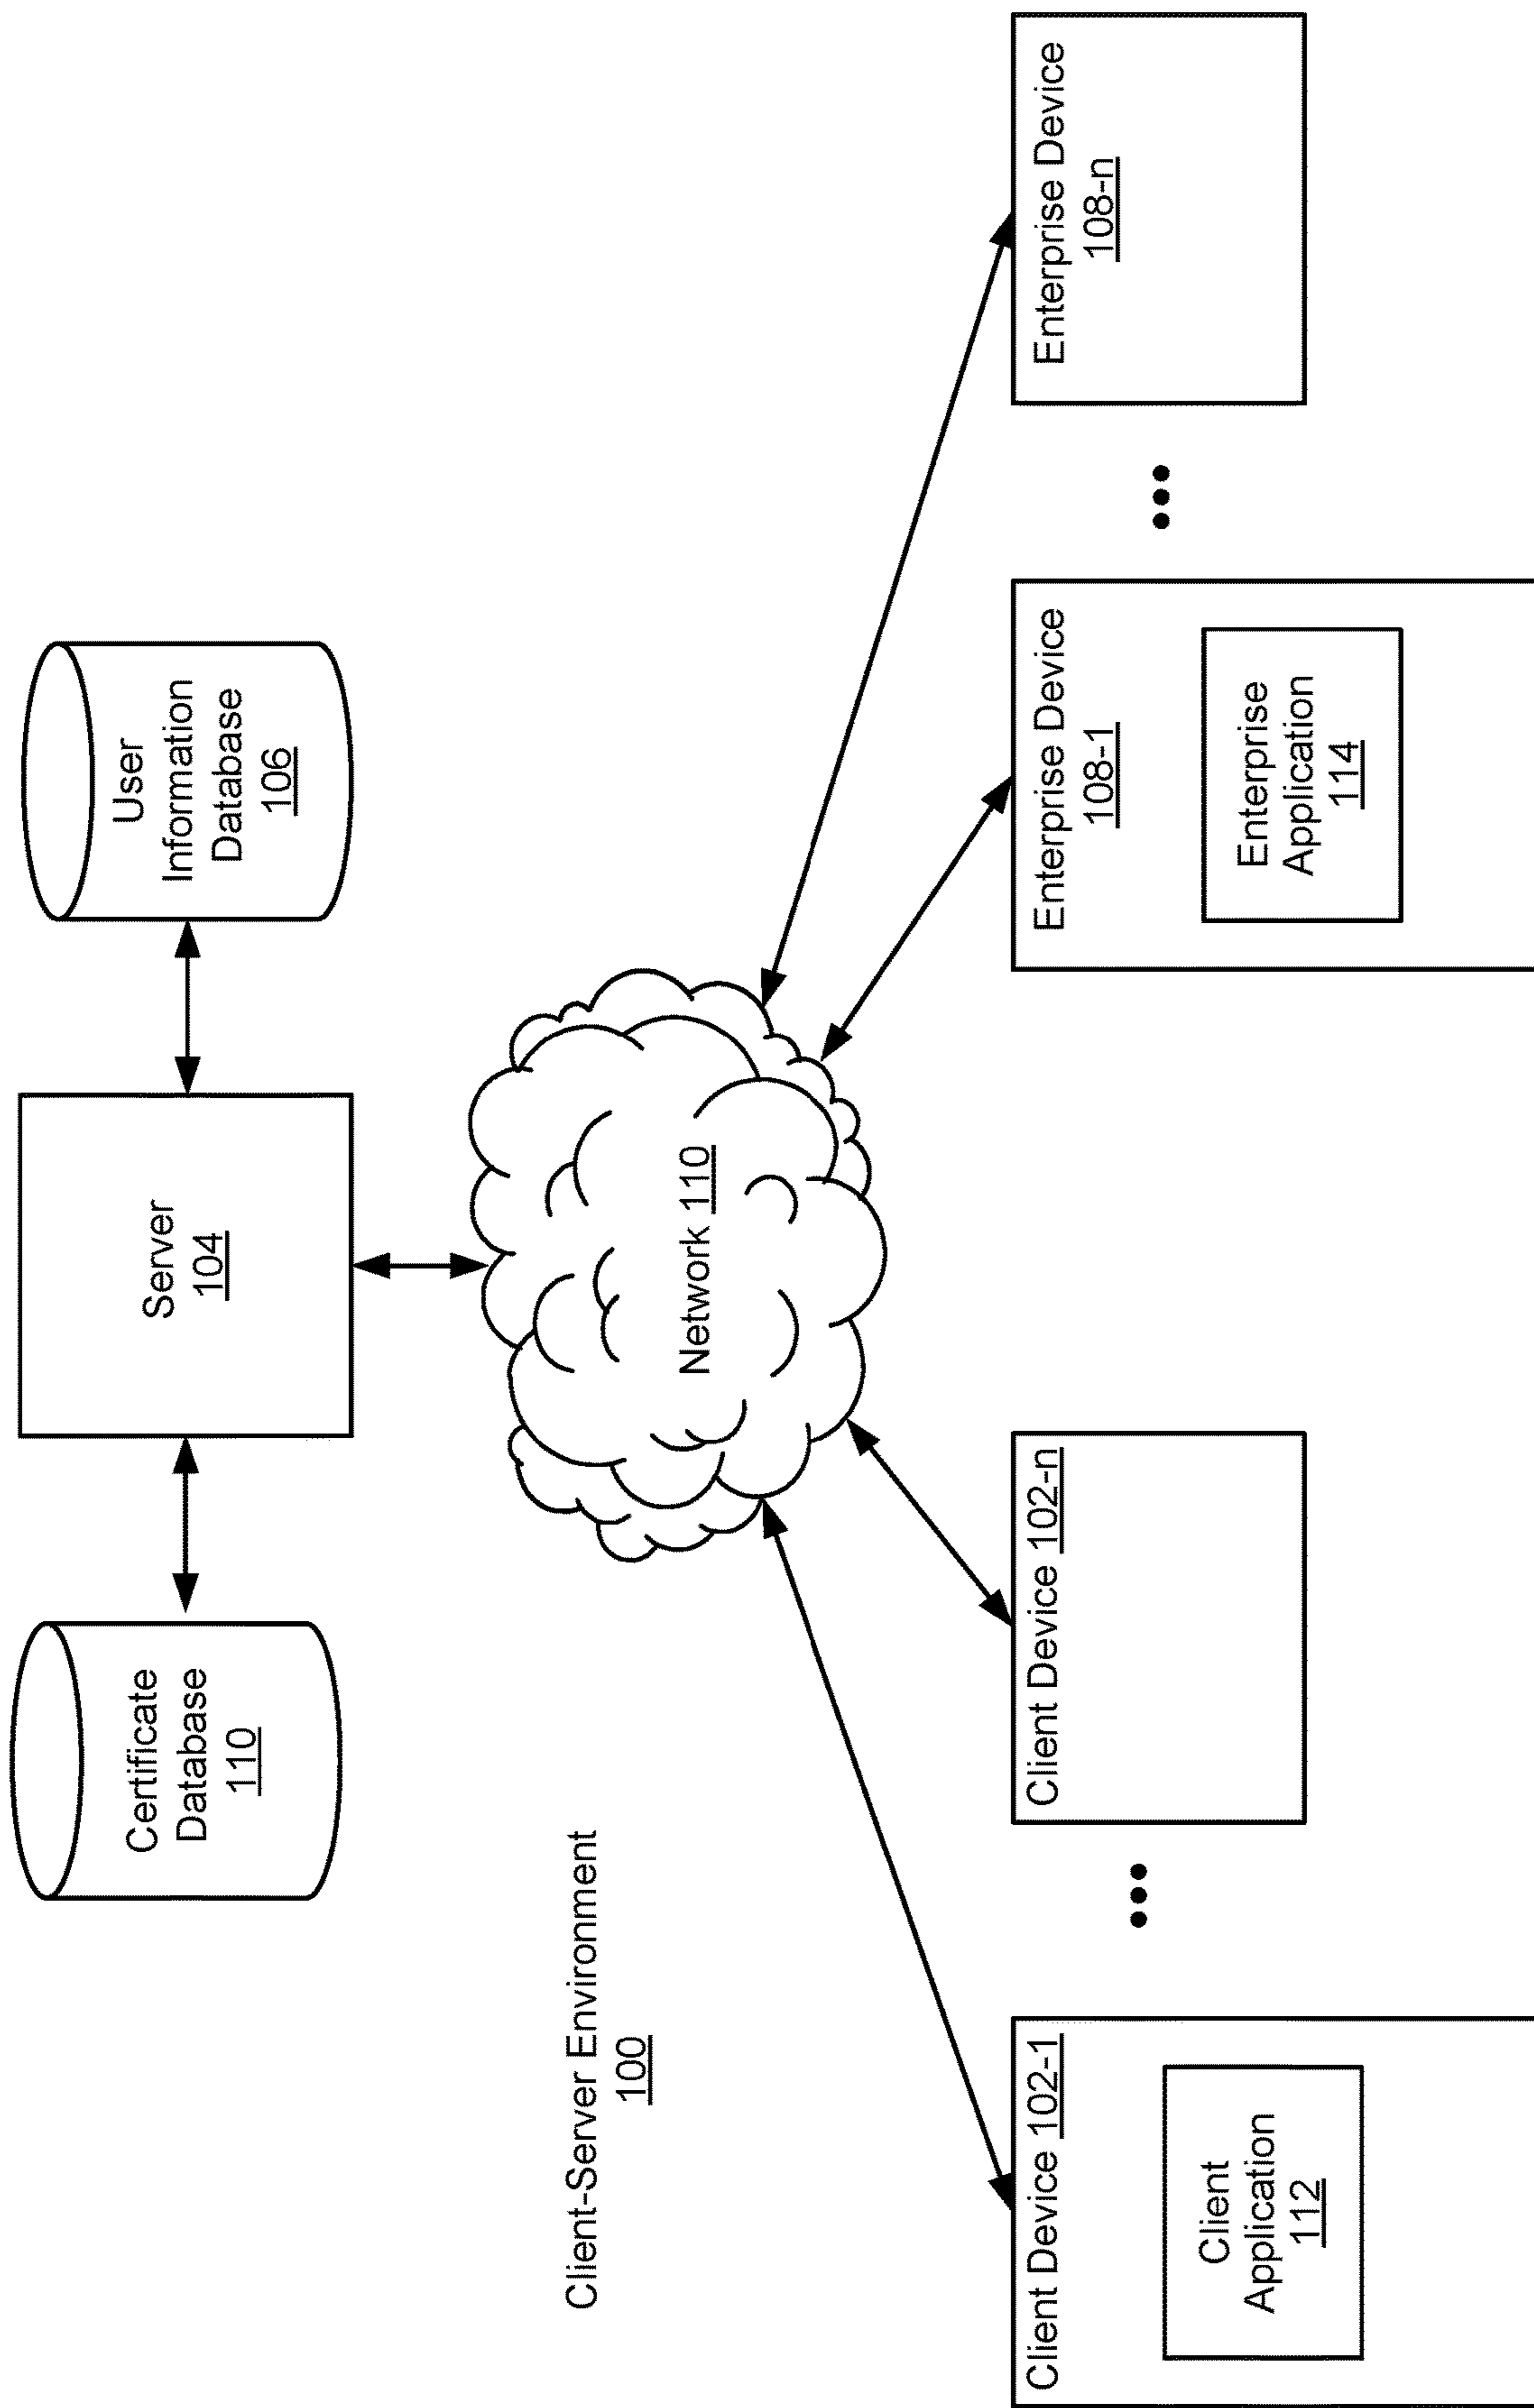 Certificate
Database
110
Server
104
User
Information
Database
106
Client-Server Environment
100
Network 110
Client Device 102-1
Client
Application
112
Client Device 102-n
Enterprise Device
108-1
Enterprise
Application
114
Enterprise Device
108-n